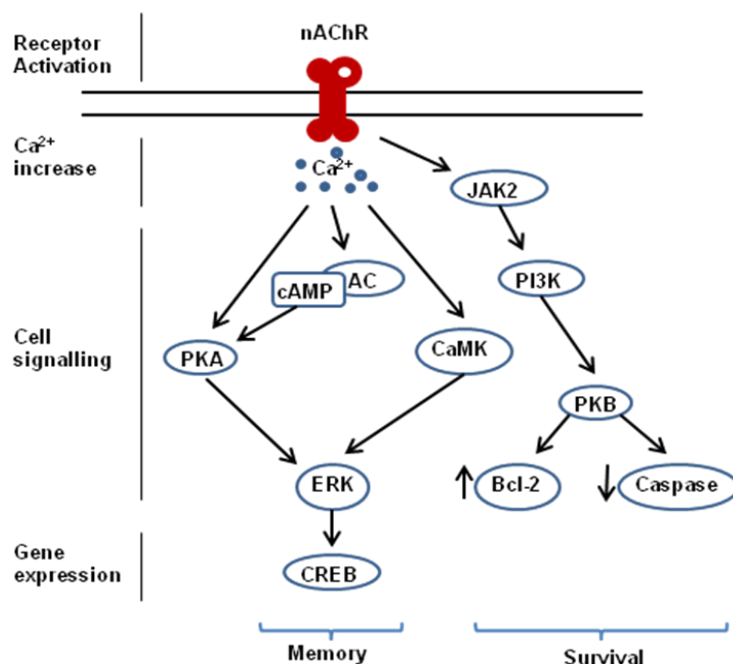 nAChR
Receptor
Activation
Ca²⁺
increase
Ca²⁺
JAK2
cAMP
AC
PI3K
Cell
signalling
PKA
CaMK
PKB
ERK
Bcl-2
Caspase
Gene
expression
CREB
Memory
Survival